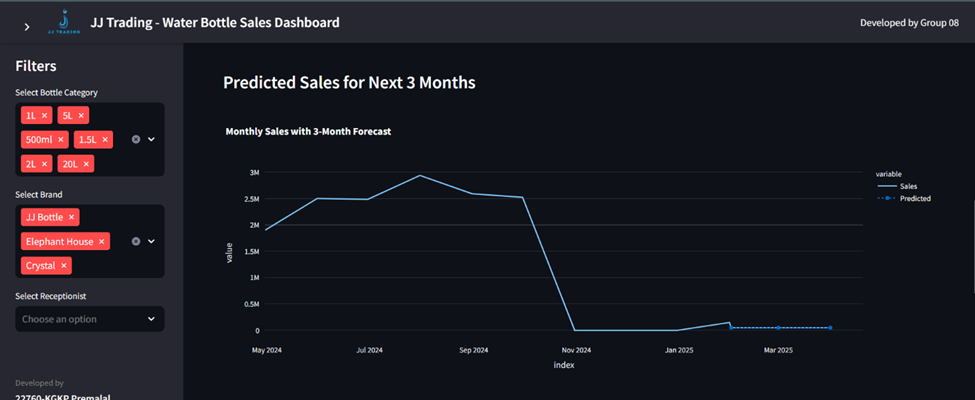 JJ TRADING
JJ Trading - Water Bottle Sales Dashboard
Developed by Group 08
Filters
Select Bottle Category
1L × 5L ×
500ml × 1.5L ×
2L × 20L ×
Select Brand
JJ Bottle ×
Elephant House ×
Crystal ×
Select Receptionist
Choose an option
Developed by
22760-KGKP Premalal
Predicted Sales for Next 3 Months
Monthly Sales with 3-Month Forecast
3M
2.5M
2M
1.5M
1M
0.5M
0
value
May 2024 Jul 2024 Sep 2024 Nov 2024 Jan 2025 Mar 2025
index
variable
Sales
Predicted